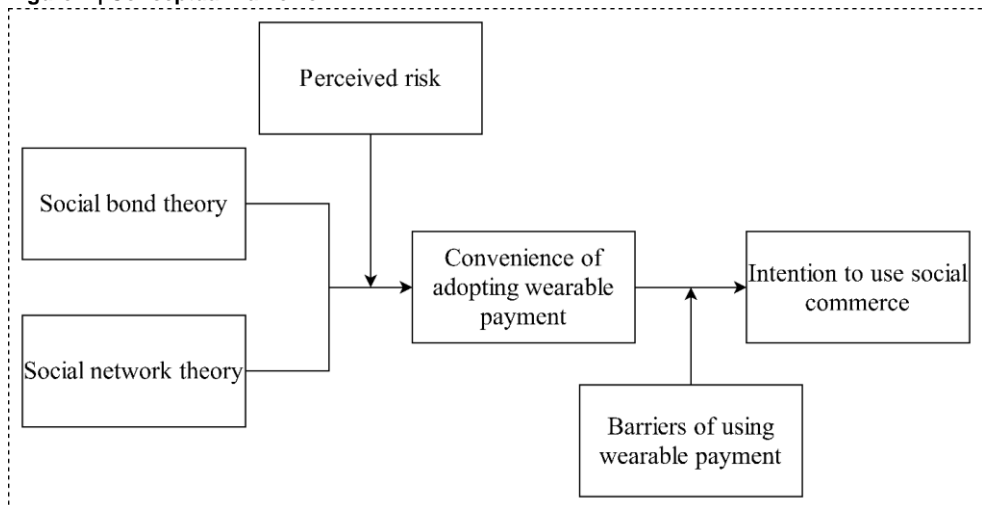 Perceived risk
Social bond theory
Convenience of
adopting wearable
payment
Intention to use social
commerce
Social network theory
Barriers of using
wearable payment